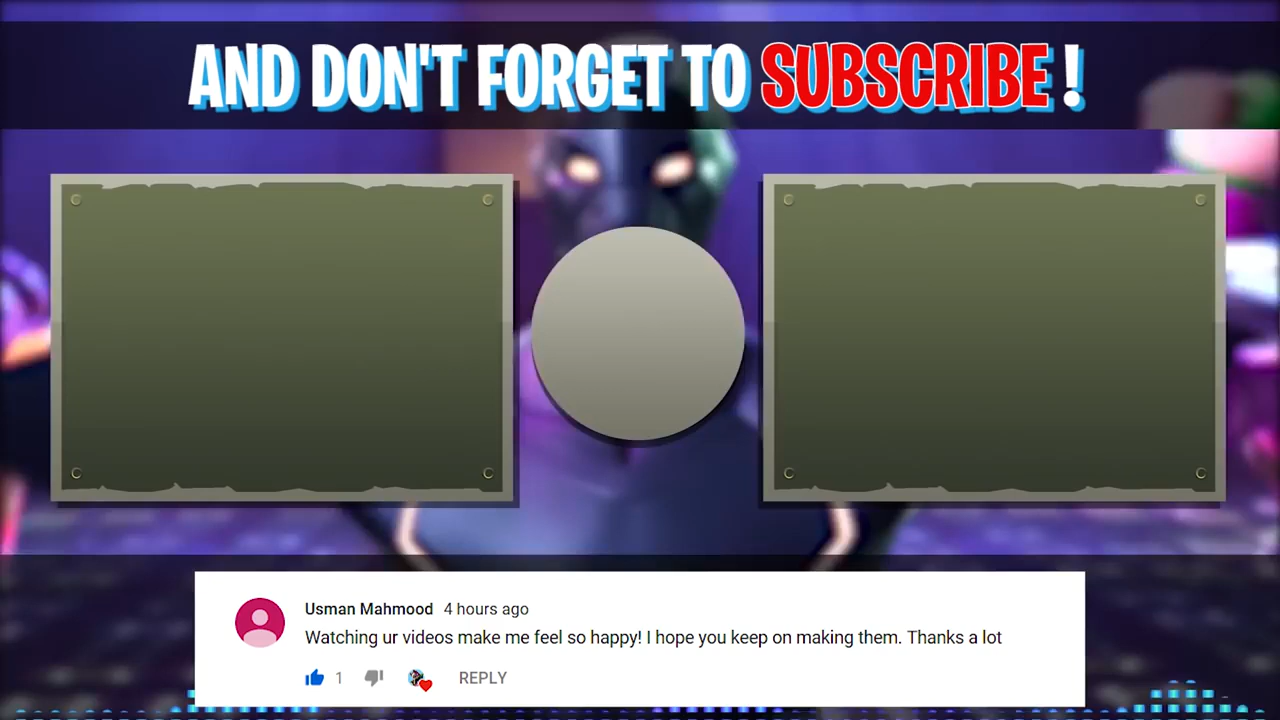 AND DON'T FORGET TO SUBSCRIBE!
Usman Mahmood 4 hours ago
Watching ur videos make me feel so happy! I hope you keep on making them. Thanks a lot
1 REPLY